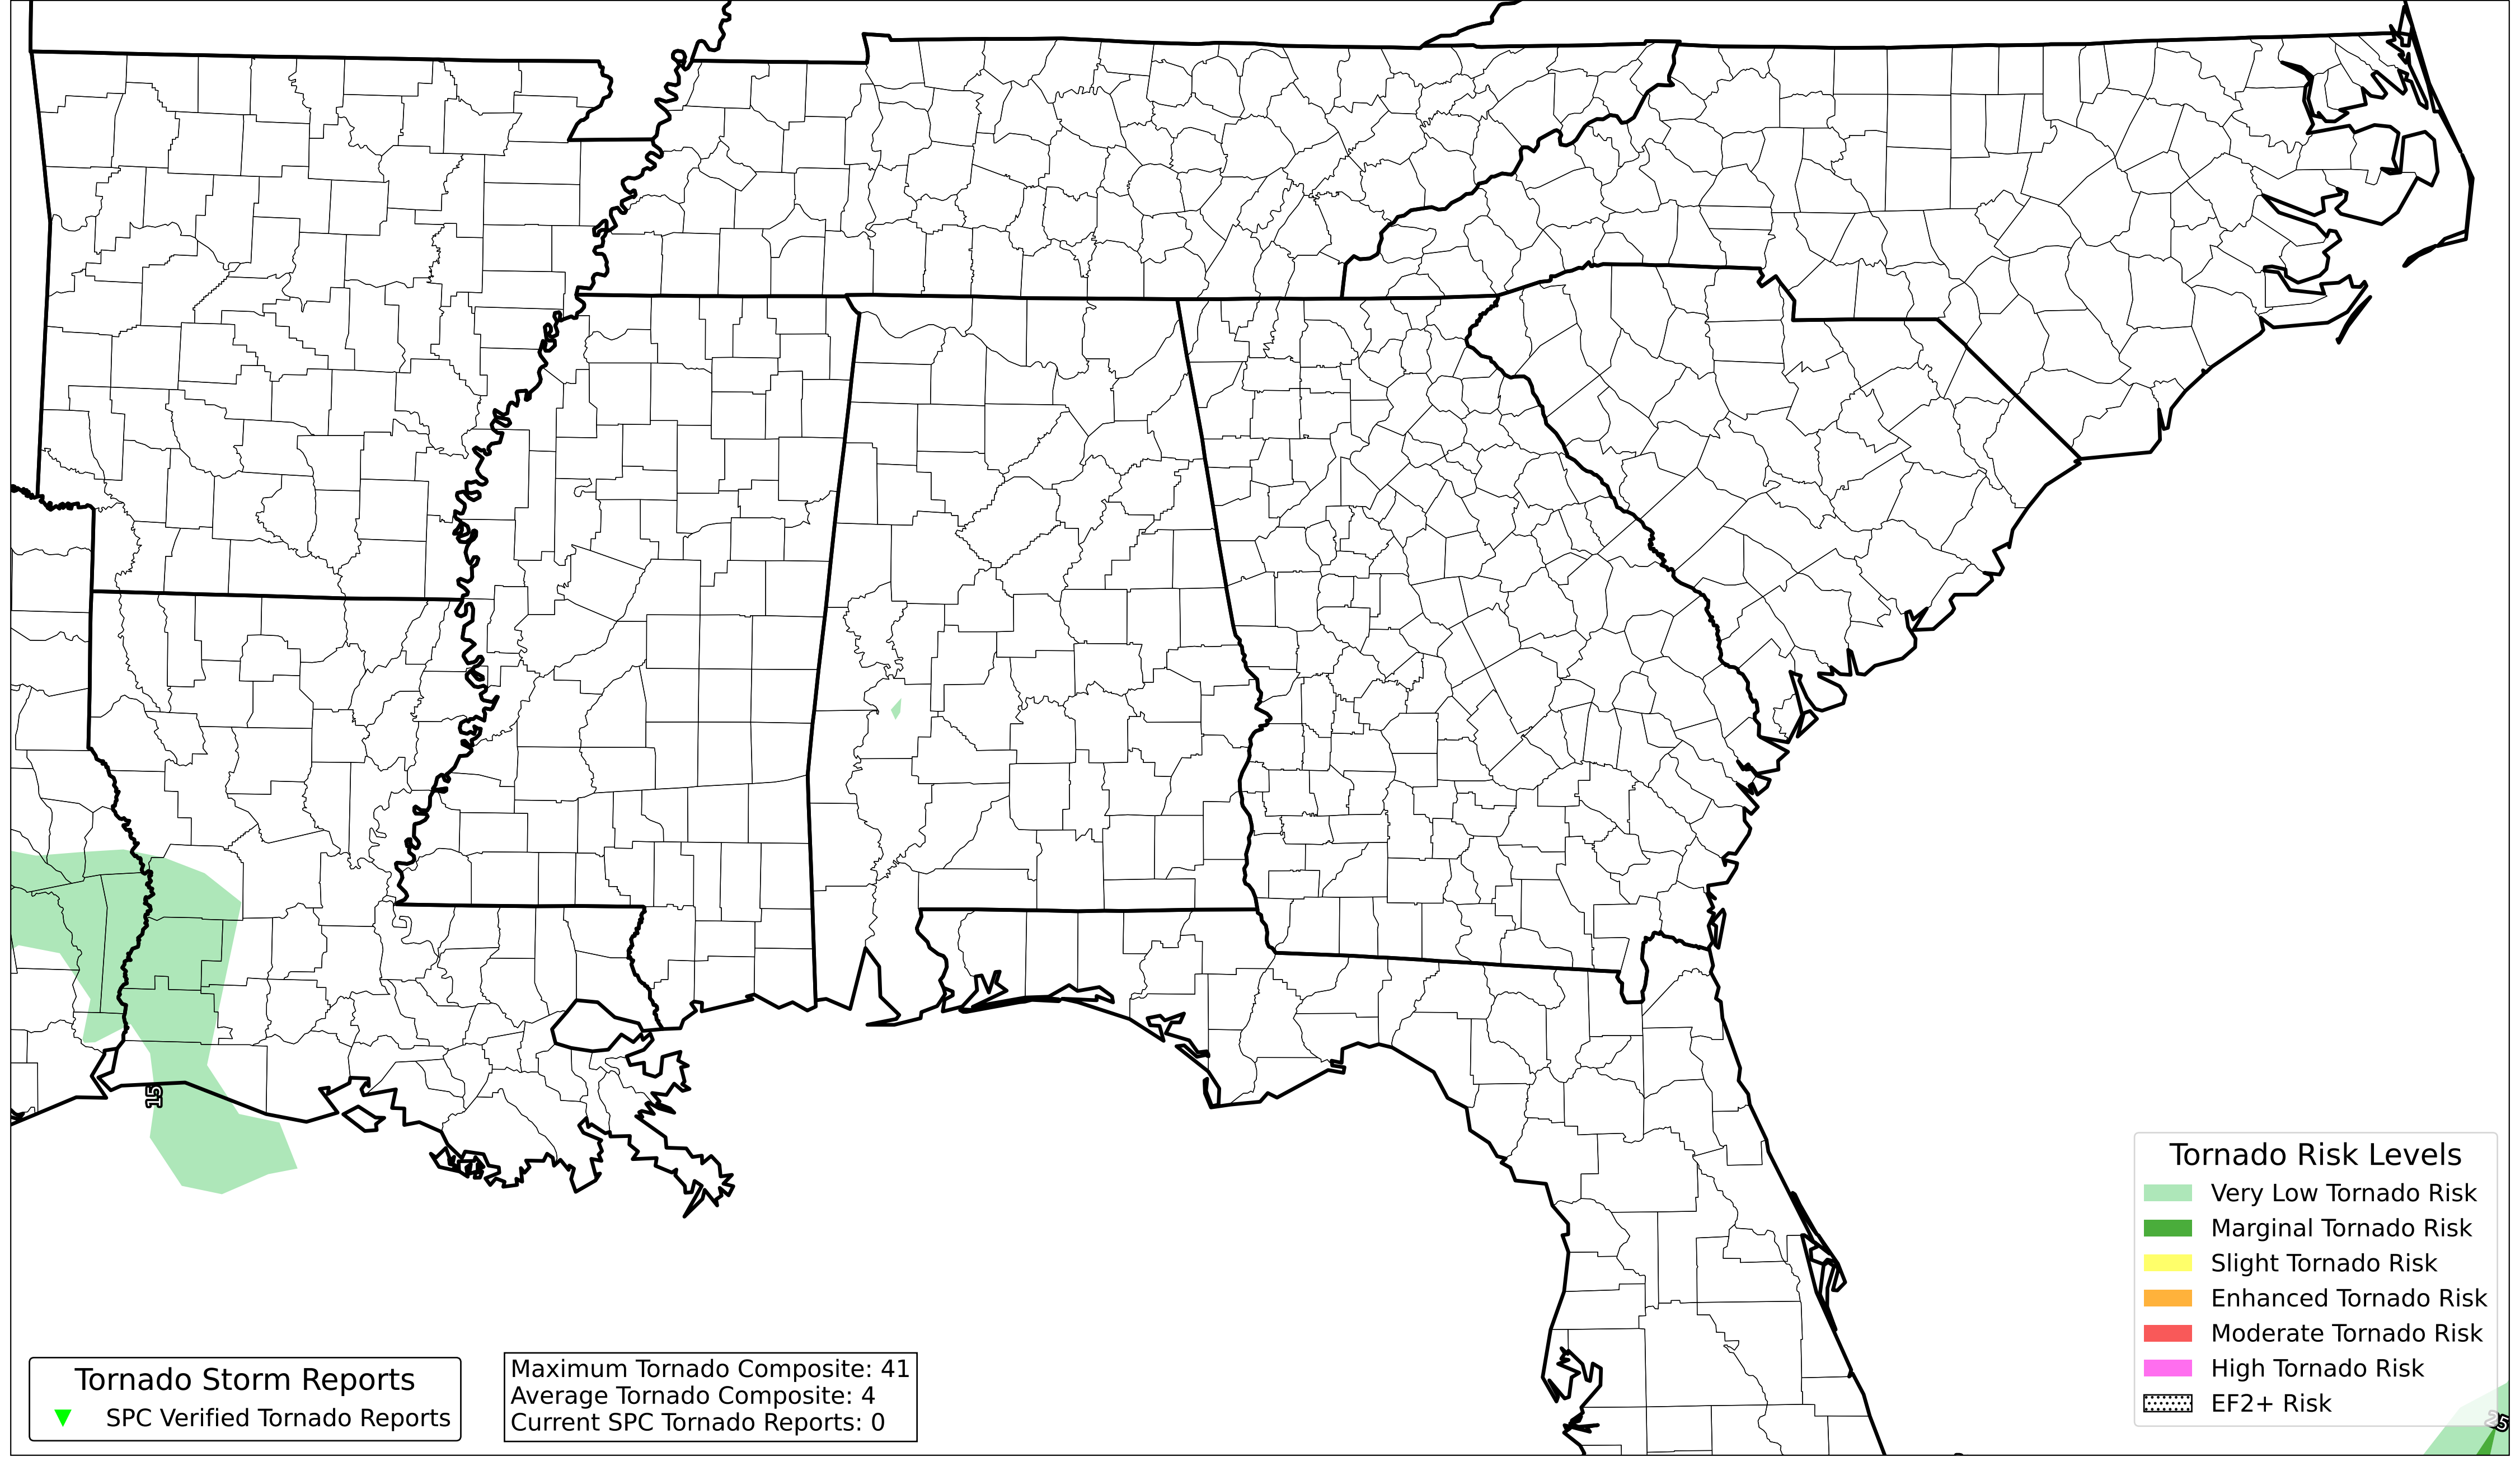 15
Tornado Risk Levels
Very Low Tornado Risk
Marginal Tornado Risk
Slight Tornado Risk
Enhanced Tornado Risk
Moderate Tornado Risk
High Tornado Risk
EF2+ Risk
25
Tornado Storm Reports
SPC Verified Tornado Reports
Maximum Tornado Composite: 41
Average Tornado Composite: 4
Current SPC Tornado Reports: 0